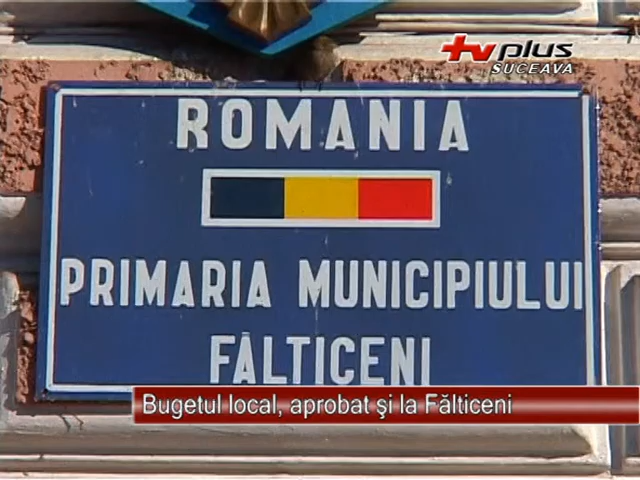 tv plus
SUCEAVA
ROMANIA
PRIMARIA MUNICIPIULUI
FĂLTICENI
Bugetul local, aprobat şi la Fălticeni